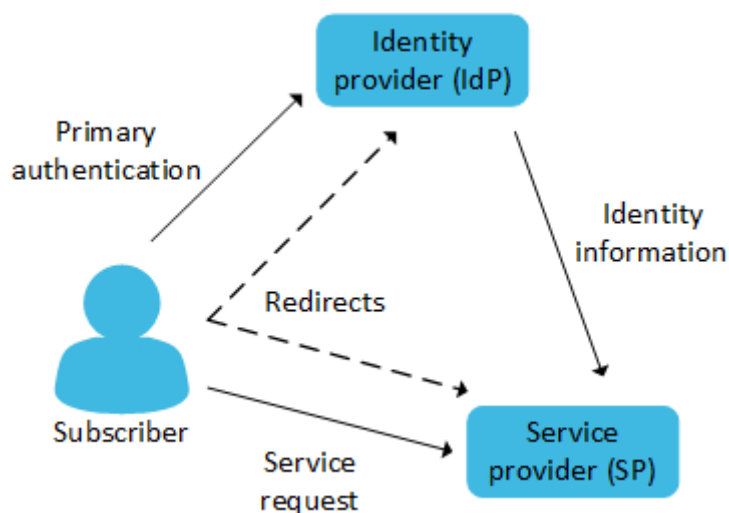 Identity
provider (IdP)
Primary
authentication
Identity
information
Redirects
Subscriber
Service
request
Service
provider (SP)